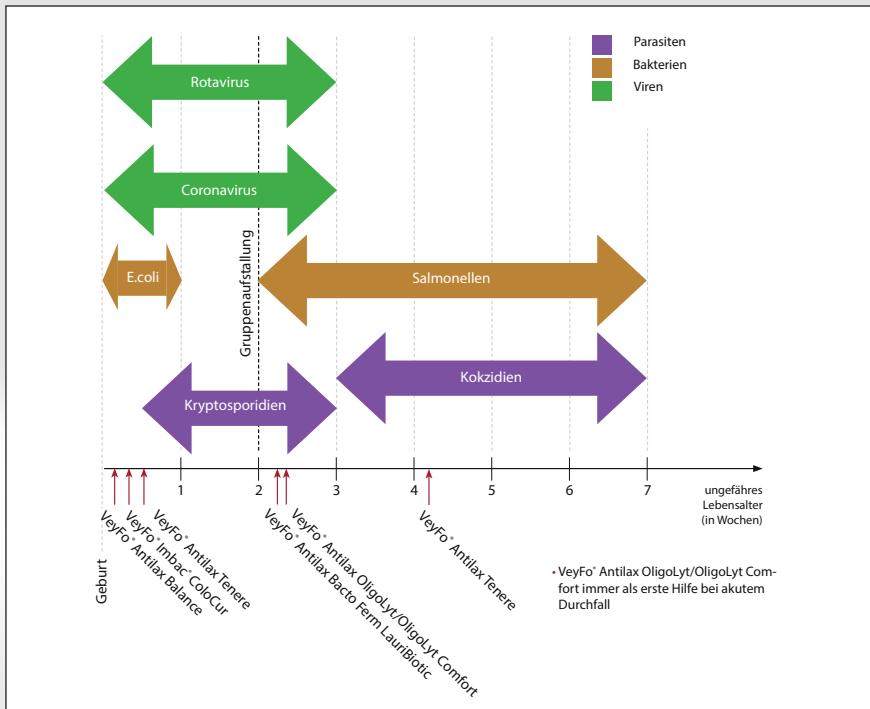 Parasiten
Bakterien
Viren
Rotavirus
Coronavirus
E.coli
Salmonellen
Gruppenaufstallung
Kokzidien
Kryptosporidien
1
2
3
4
5
6
7
ungefähres
Lebensalter
(in Wochen)
Geburt
VeyFo® Antilax Balance
VeyFo® Imbac® ColoCur
VeyFo® Antilax Tenere
VeyFo® Antilax Bacto Ferm LauriBiotic
VeyFo® Antilax OligoLyt/OligoLyt Comfort
VeyFo® Antilax Tenere
• VeyFo® Antilax OligoLyt/OligoLyt Com-
fort immer als erste Hilfe bei akutem
Durchfall